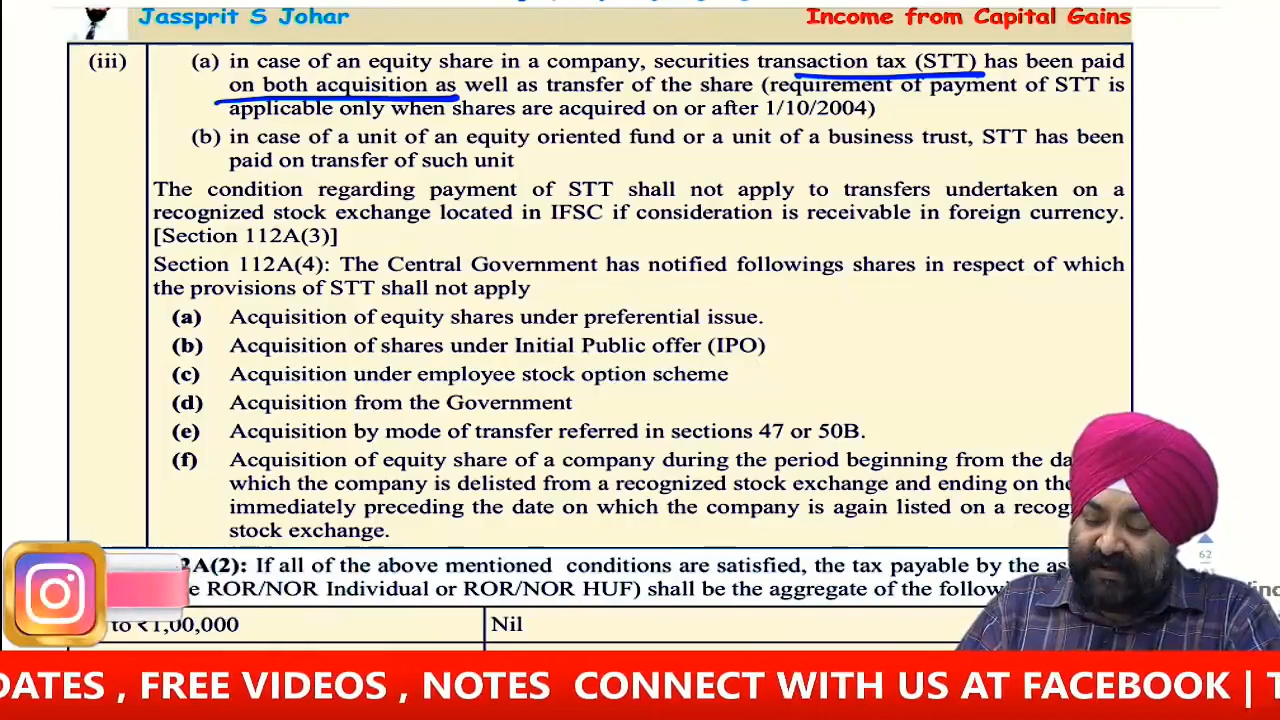 Jassprit S Johar
Income from Capital Gains
(iii)
(a) in case of an equity share in a company, securities transaction tax (STT) has been paid
on both acquisition as well as transfer of the share (requirement of payment of STT is
applicable only when shares are acquired on or after 1/10/2004)
(b) in case of a unit of an equity oriented fund or a unit of a business trust, STT has been
paid on transfer of such unit
The condition regarding payment of STT shall not apply to transfers undertaken on a
recognized stock exchange located in IFSC if consideration is receivable in foreign currency.
[Section 112A(3)]
Section 112A(4): The Central Government has notified followings shares in respect of which
the provisions of STT shall not apply
(a) Acquisition of equity shares under preferential issue.
(b) Acquisition of shares under Initial Public offer (IPO)
(c) Acquisition under employee stock option scheme
(d) Acquisition from the Government
(e) Acquisition by mode of transfer referred in sections 47 or 50B.
(f) Acquisition of equity share of a company during the period beginning from the
which the company is delisted from a recognized stock exchange and ending on the
immediately preceding the date on which the company is again listed on a
stock exchange.
2A(2): If all of the above mentioned conditions are satisfied, the tax payable by the
ROR/NOR Individual or ROR/NOR HUF) shall be the aggregate of the
to ₹1,00,000
Nil
62
DATES , FREE VIDEOS , NOTES CONNECT WITH US AT FACEBOOK |